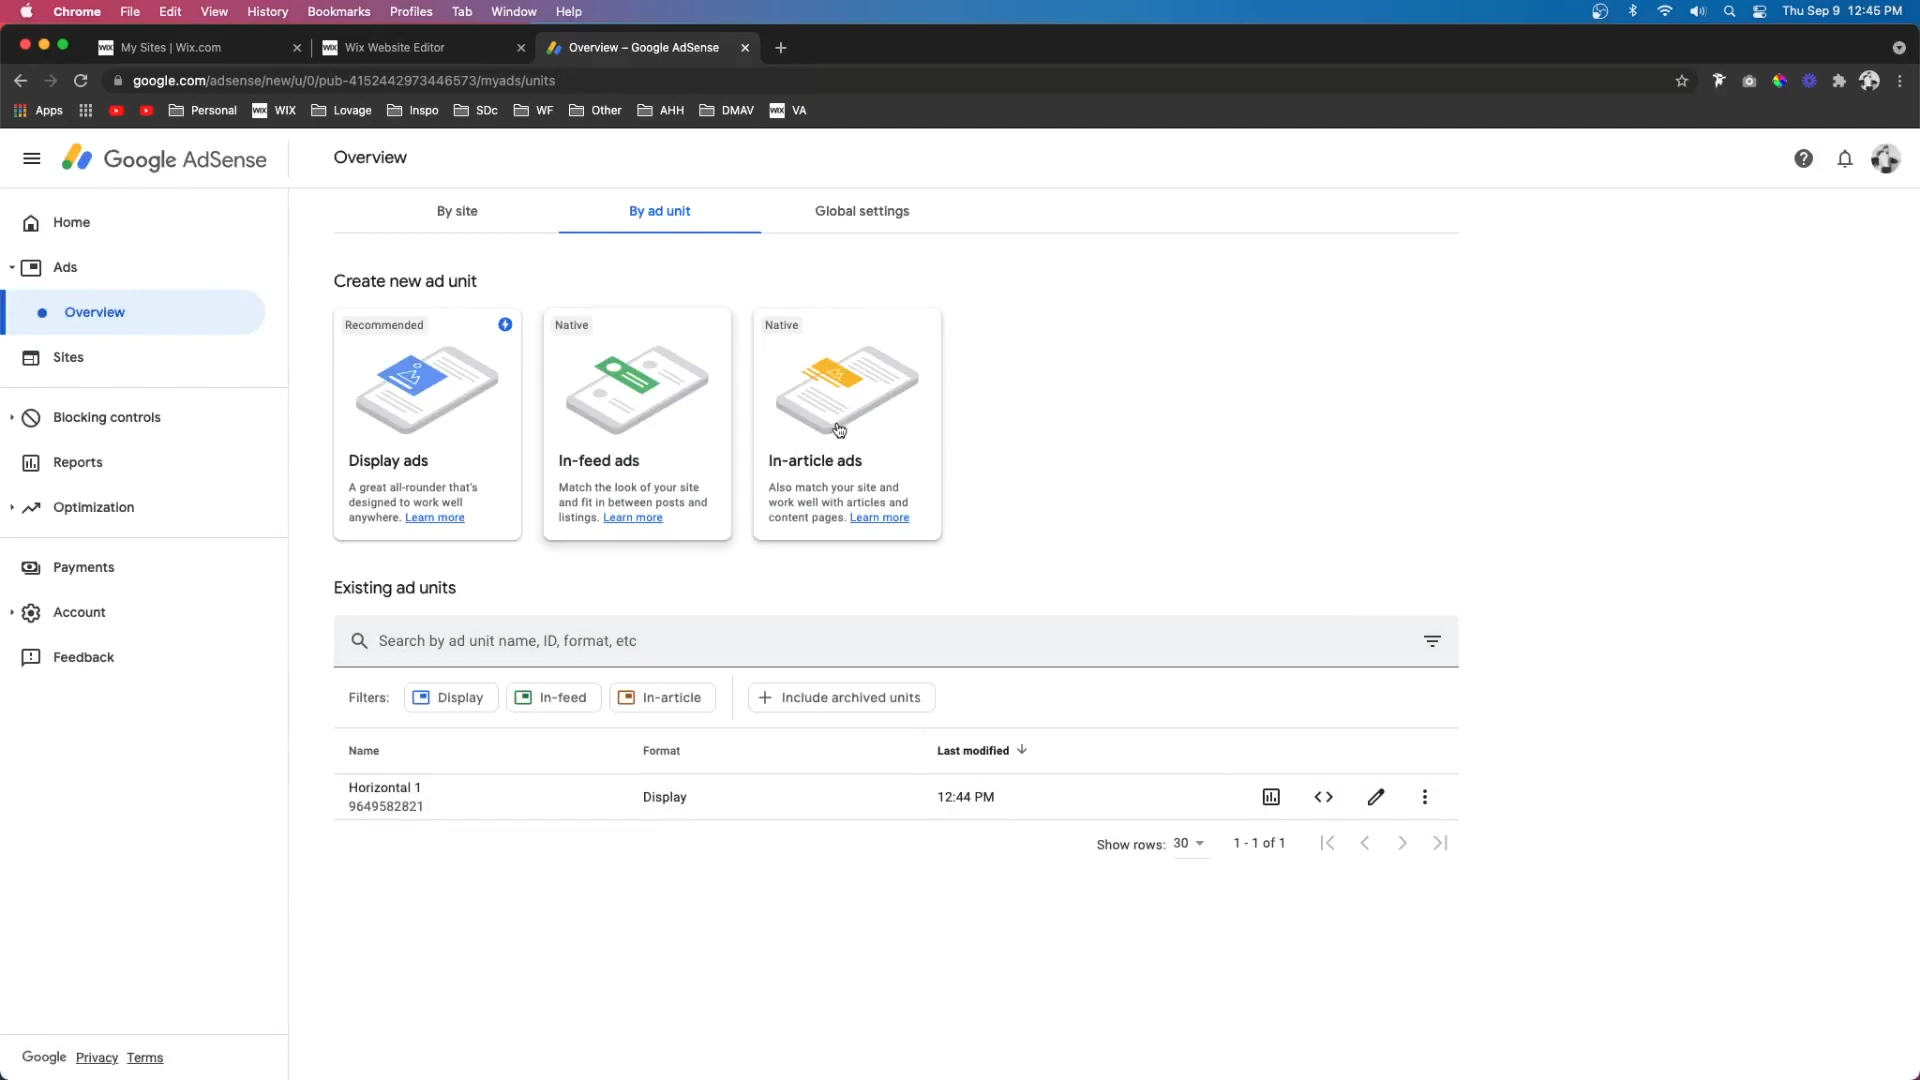 Chrome File Edit View History Bookmarks Profiles Tab Window Help Thu Sep 9 12:45 PM
WIX My Sites | Wix.com WIX Wix Website Editor Overview – Google AdSense
google.com/adsense/new/u/0/pub-4152442973446573/myads/units
Apps Personal WIX WIX Lovage Inspo SDc WF Other AHH DMAV WIX VA
Google AdSense
Overview
Home
Ads
Overview
Sites
Blocking controls
Reports
Optimization
Payments
Account
Feedback
Google Privacy Terms
By site By ad unit Global settings
Create new ad unit
Recommended
Display ads
A great all-rounder that's
designed to work well
anywhere. Learn more
Native
In-feed ads
Match the look of your site
and fit in between posts and
listings. Learn more
Native
In-article ads
Also match your site and
work well with articles and
content pages. Learn more
Existing ad units
Search by ad unit name, ID, format, etc
Filters: Display In-feed In-article Include archived units
Name Format Last modified
Horizontal 1
9649582821
Display 12:44 PM
Show rows: 30 1 - 1 of 1